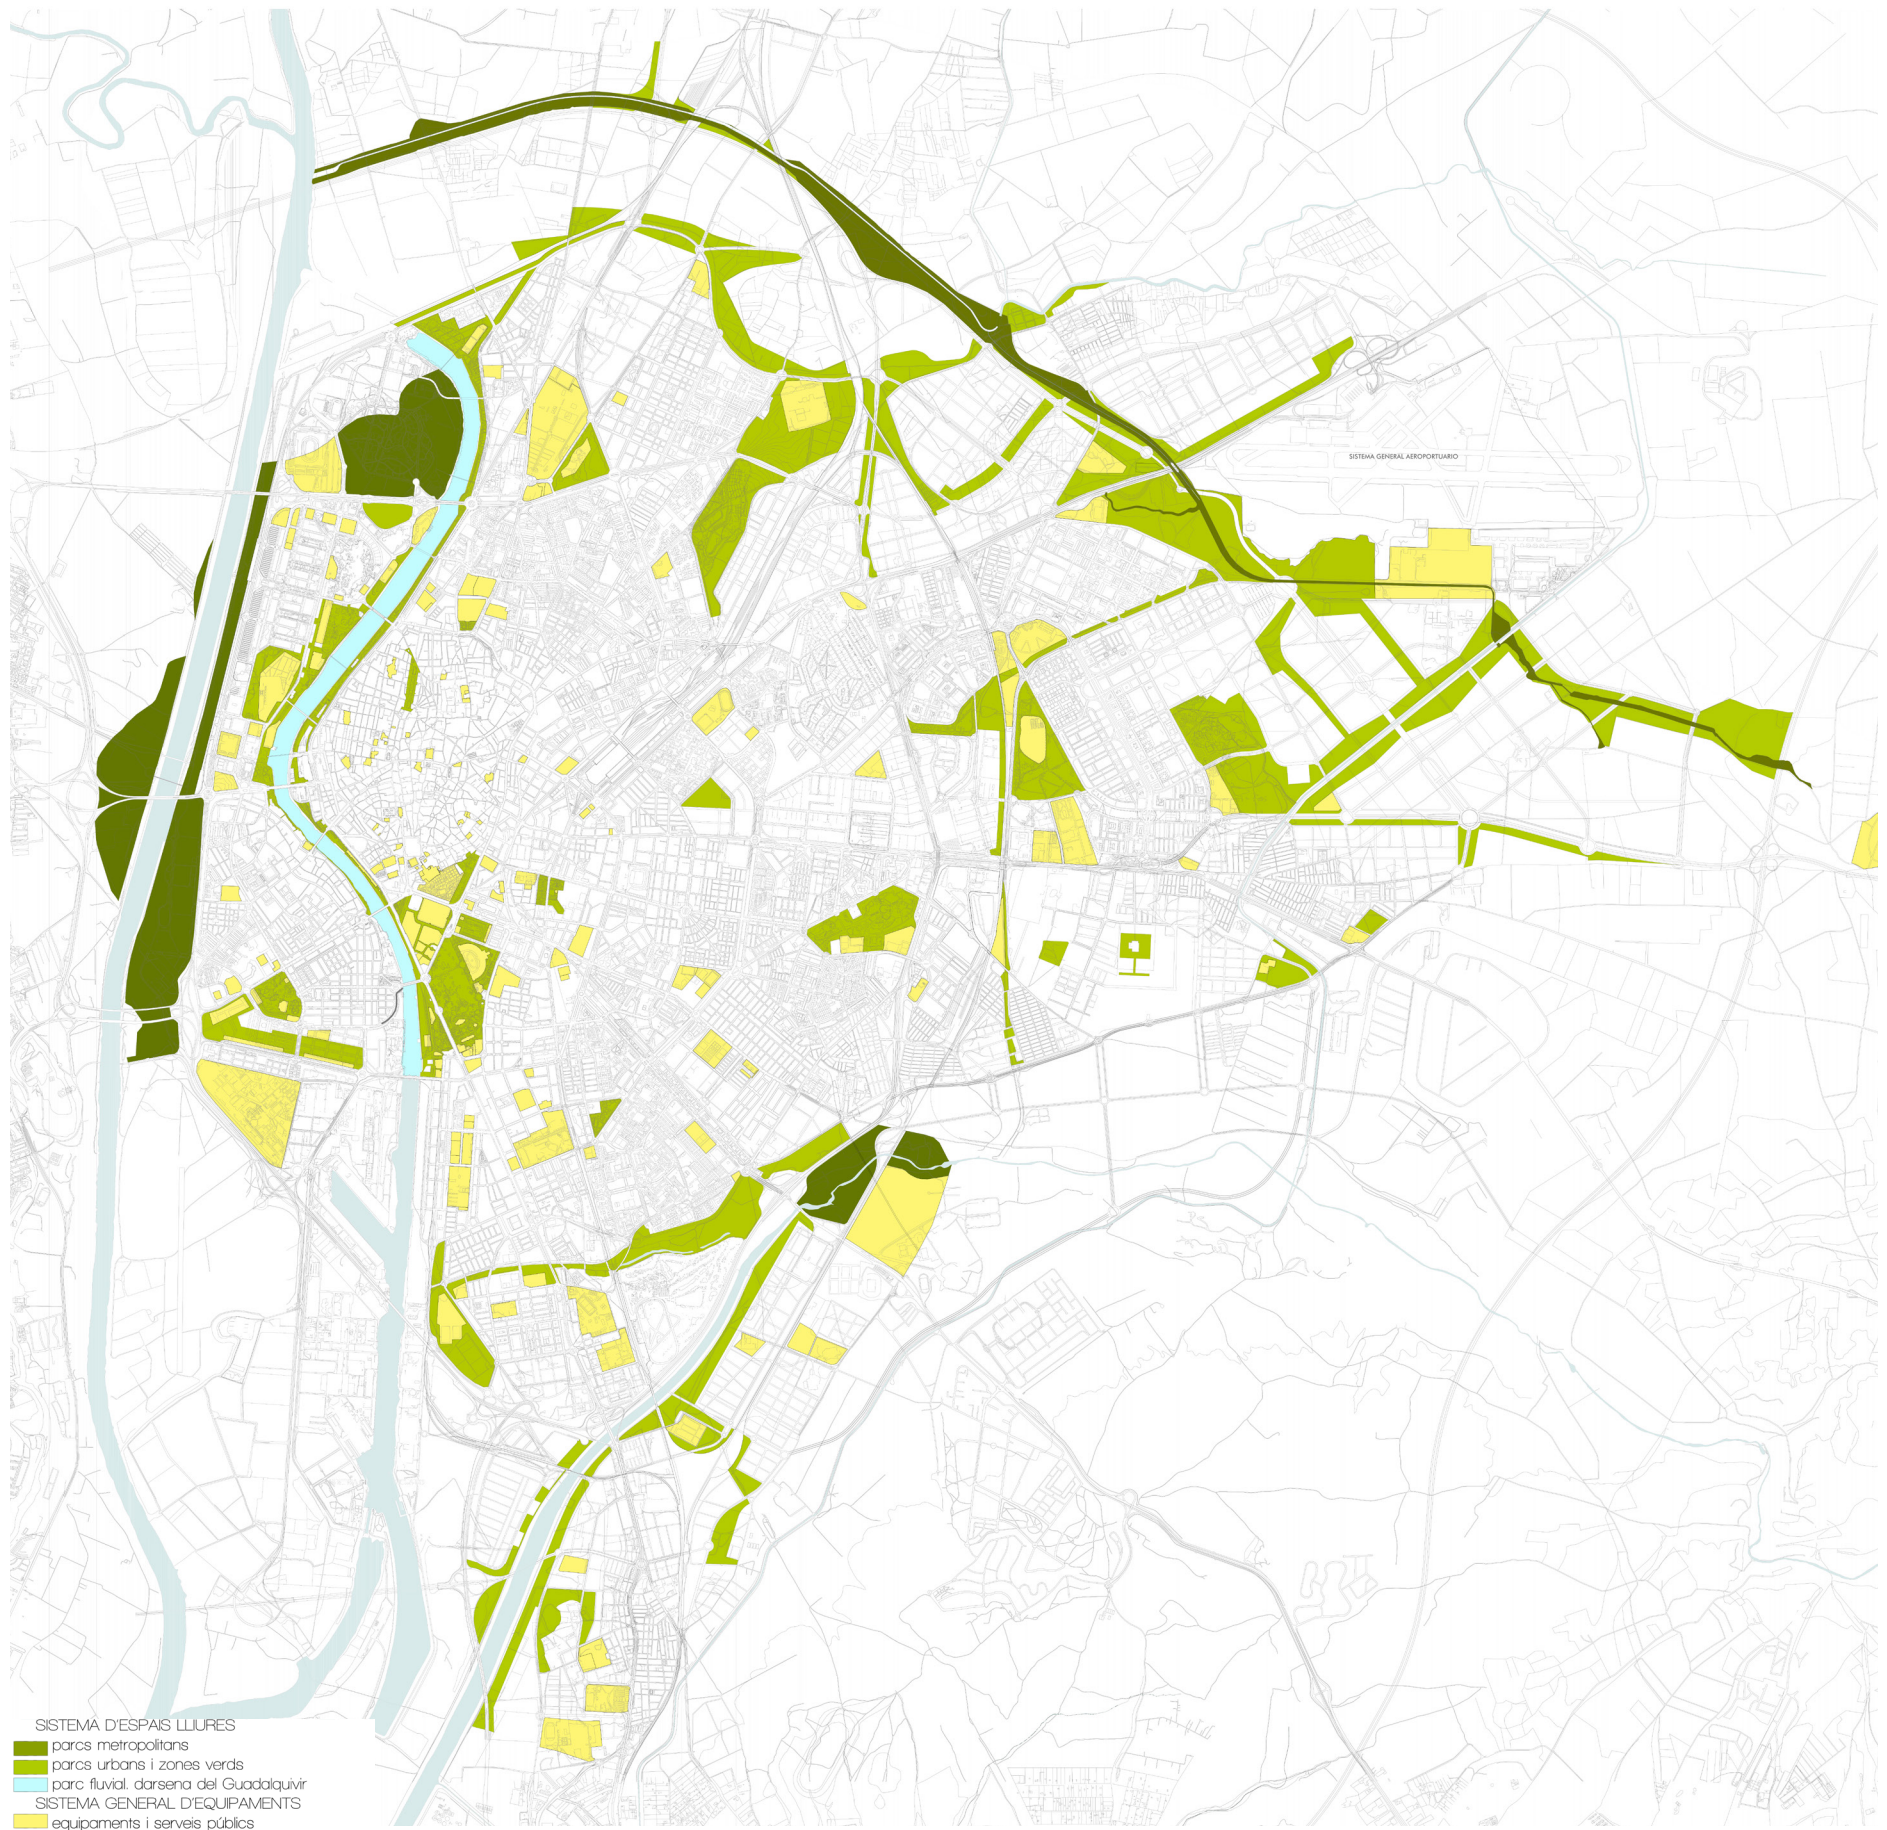 SISTEMA GENERAL AEROPORTUARIO
SISTEMA D'ESPAIS LLIURES
parcs metropolitans
parcs urbans i zones verds
parc fluvial. darsena del Guadalquivir
SISTEMA GENERAL D'EQUIPAMENTS
equipaments i serveis públics